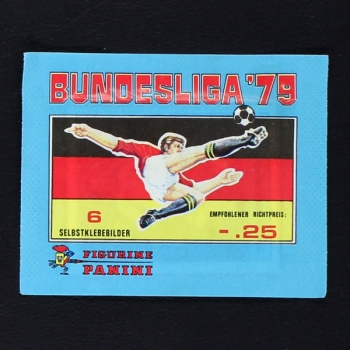 BUNDESLIGA '79
6
SELBSTKLEBEBILDER
EMPFOHLENER RICHTPREIS:
-.25
FIGURINE
PANINI